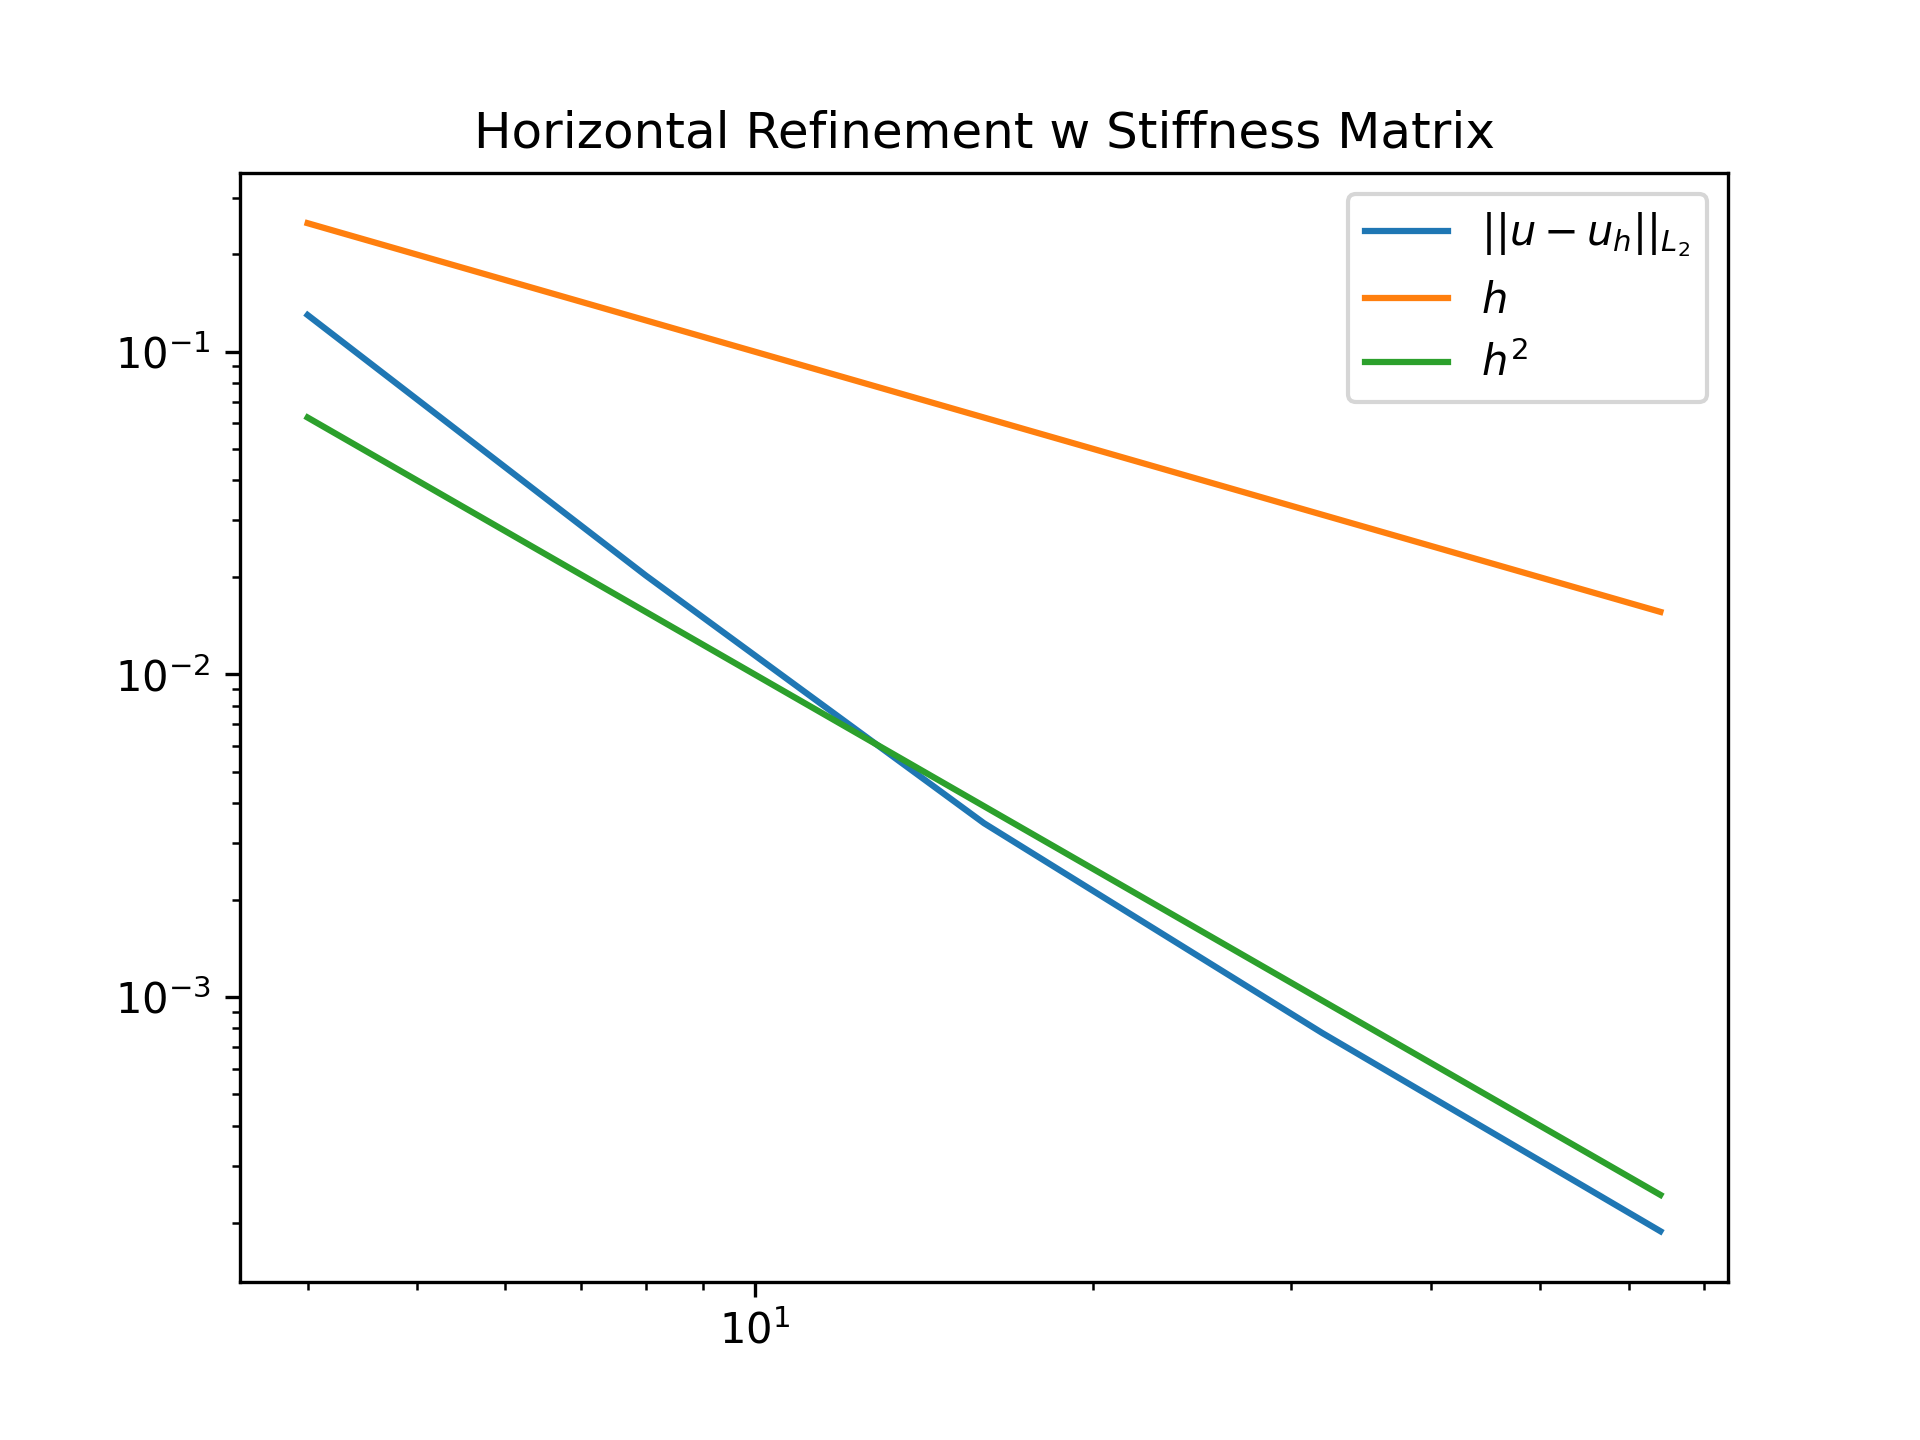 Horizontal Refinement w Stiffness Matrix
||u − u_h||_{L_2}
h
h^2
10^{-1}
10^{-2}
10^{-3}
10^1